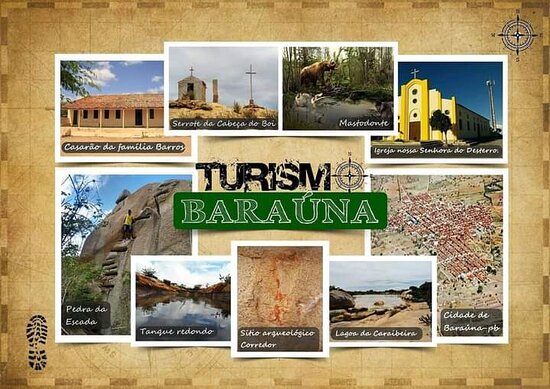 Casarão da família Barros
Serrote da Cabeça do Boi
Mastodonte
Igreja nossa Senhora do Desterro.
TURISMO
BARAÚNA
Pedra da
Escada
Tanque redondo
Sítio arqueológico
Corredor
Lagoa da Caraibeira
Cidade de
Baraúna-pb